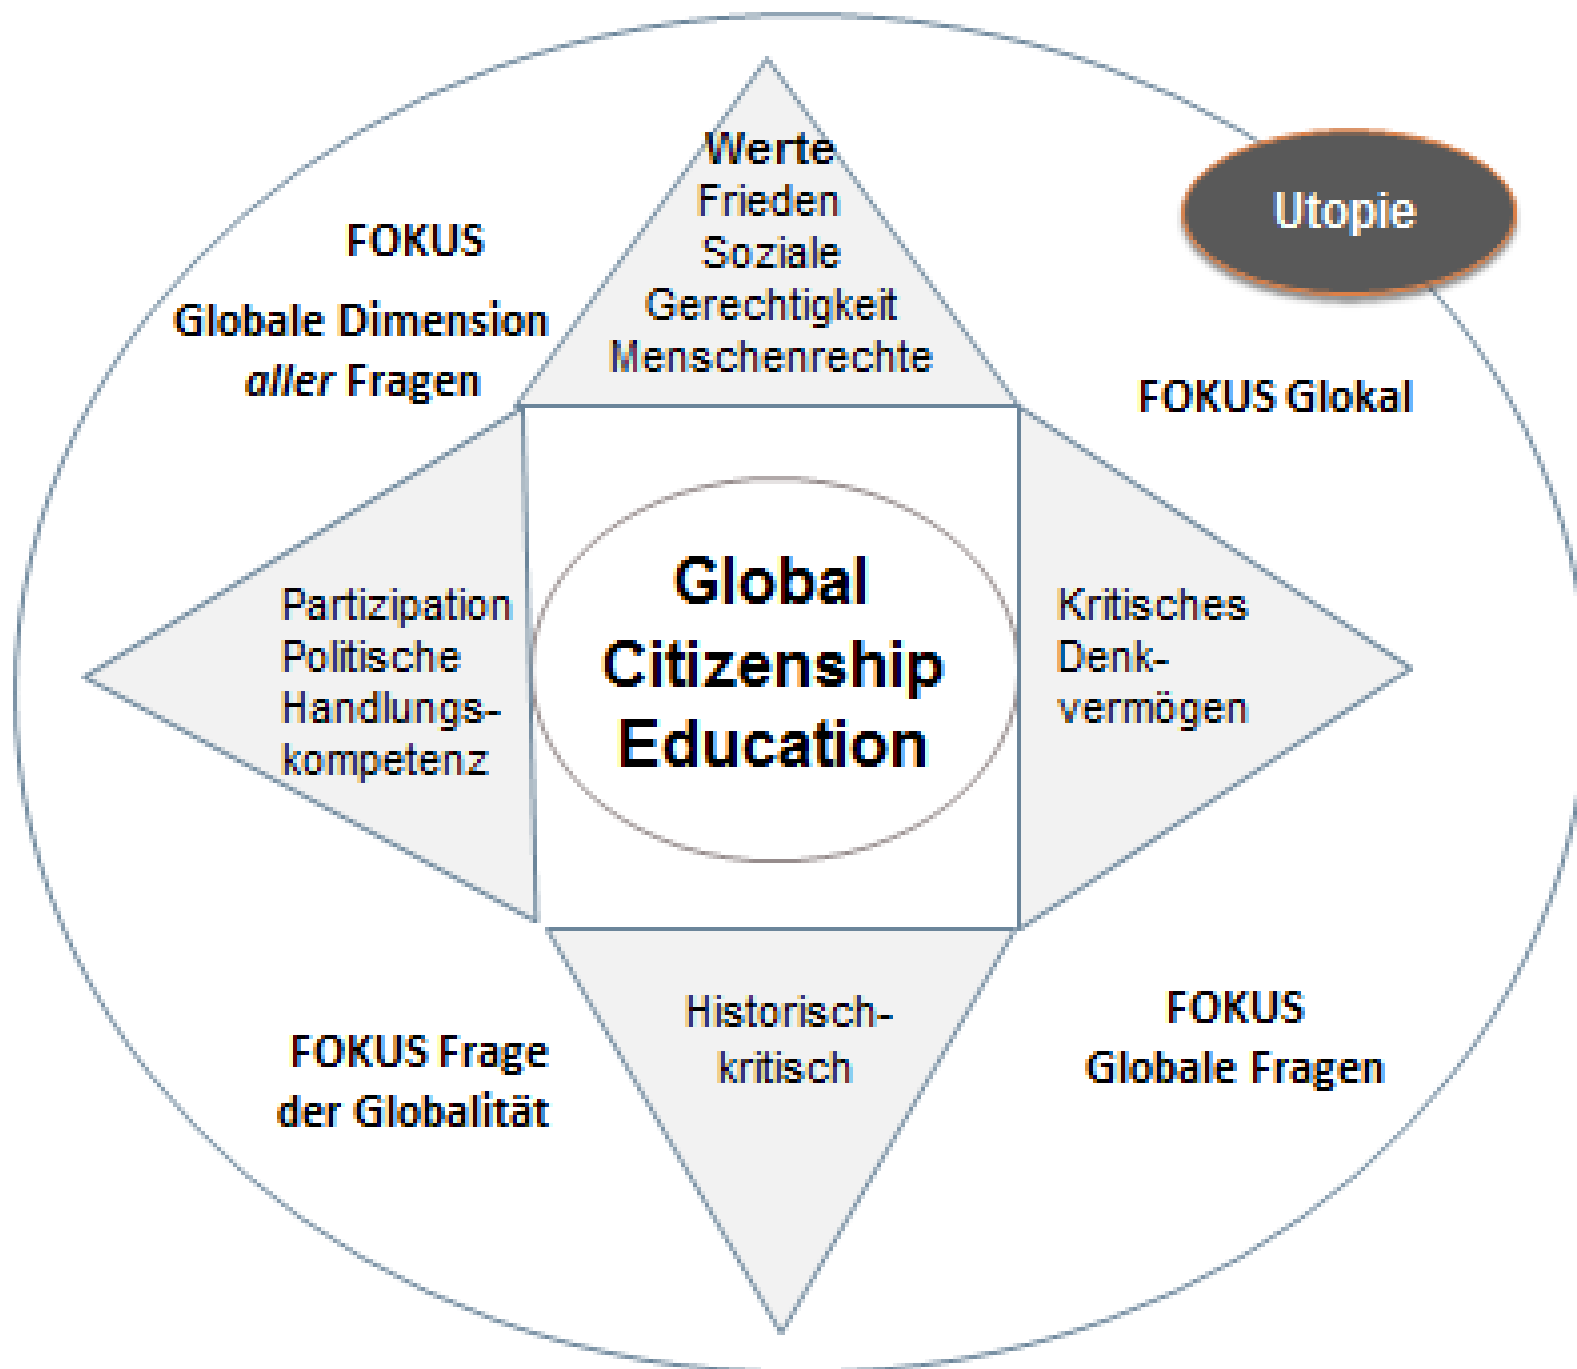 Werte
Frieden
Soziale
Gerechtigkeit
Menschenrechte
Utopie
FOKUS
Globale Dimension
aller Fragen
FOKUS Glokal
Partizipation
Politische
Handlungs-
kompetenz
Global
Citizenship
Education
Kritisches
Denk-
vermögen
Historisch-
kritisch
FOKUS Frage
der Globalität
FOKUS
Globale Fragen